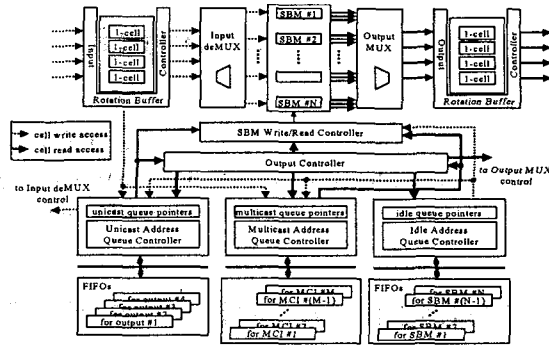 Input
1-cell
1-cell
1-cell
1-cell
Controller
Rotation Buffer
Input
deMUX
SBM #1
SBM #2
SBM #N
Output
MUX
Output
1-cell
1-cell
1-cell
1-cell
Controller
Rotation Buffer
cell write access
cell read access
SBM Write/Read Controller
Output Controller
to Input deMUX
control
to Output MUX
control
unicast queue pointers
Unicast Address
Queue Controller
multicast queue pointers
Multicast Address
Queue Controller
idle queue pointers
Idle Address
Queue Controller
FIFOs
for output #4
for output #3
for output #2
for output #1
for MCI #M
for MCI #(M-1)
for MCI #2
for MCI #1
FIFOs
for SBM #N
for SBM #(N-1)
for SBM #2
for SBM #1